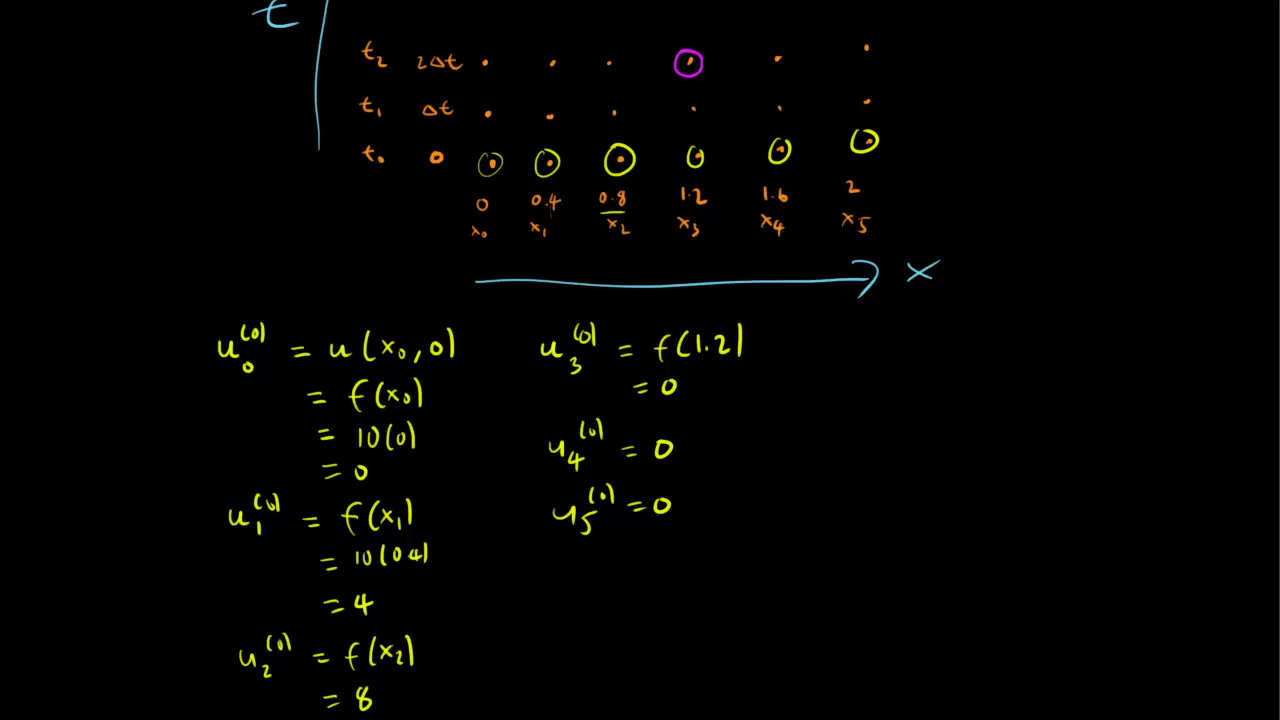 t
t₂ 2Δt
t₁ Δt
t₀ 0
0 0.4 0.8 1.2 1.6 2
x₀ x₁ x₂ x₃ x₄ x₅
x
u₀⁽⁰⁾ = u(x₀, 0)
= f(x₀)
= 10(0)
= 0
u₁⁽⁰⁾ = f(x₁)
= 10(0.4)
= 4
u₂⁽⁰⁾ = f(x₂)
= 8
u₃⁽⁰⁾ = f(1.2)
= 0
u₄⁽⁰⁾ = 0
u₅⁽⁰⁾ = 0